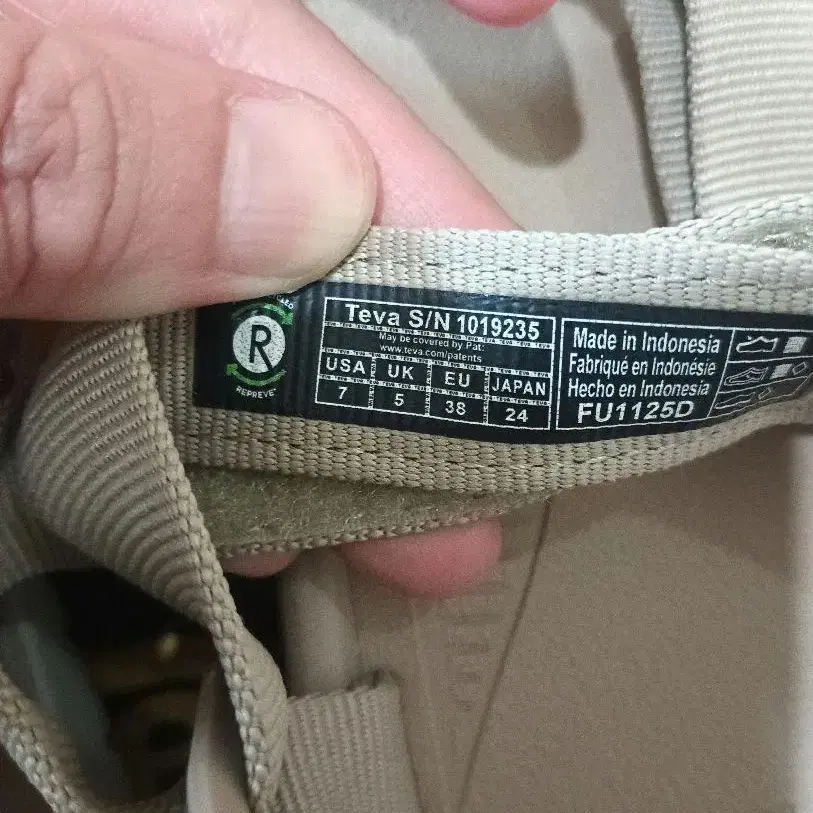 R
REPREVE
Teva S/N 1019235
May be covered by Pat:
www.teva.com/patents
USA UK EU JAPAN
7 5 38 24
Made in Indonesia
Fabriqué en Indonésie
Hecho en Indonesia
FU1125D